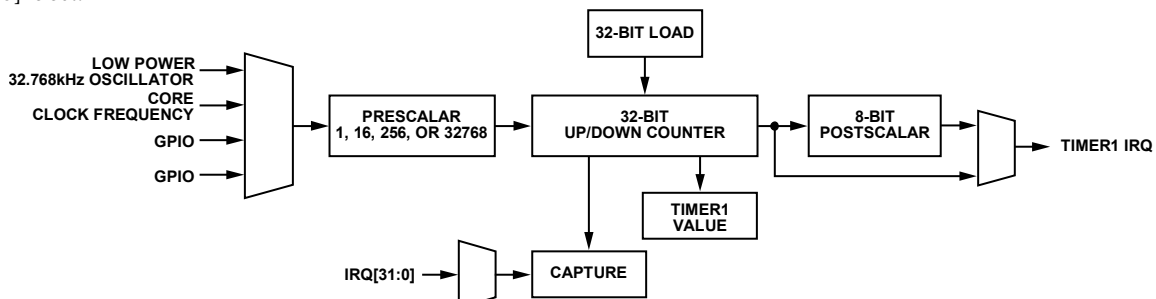 32-BIT LOAD
LOW POWER
32.768kHz OSCILLATOR
CORE
CLOCK FREQUENCY
GPIO
GPIO
PRESCALAR
1, 16, 256, OR 32768
32-BIT
UP/DOWN COUNTER
8-BIT
POSTSCALAR
TIMER1 IRQ
TIMER1
VALUE
IRQ[31:0]
CAPTURE